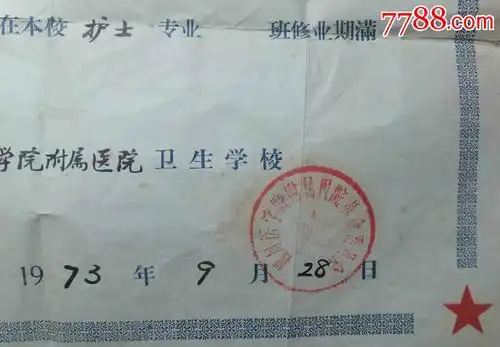 7788.com
在本校 护士 专业 班修业期滿
学院附属医院 卫生学校
1973 年 9 月 28 日